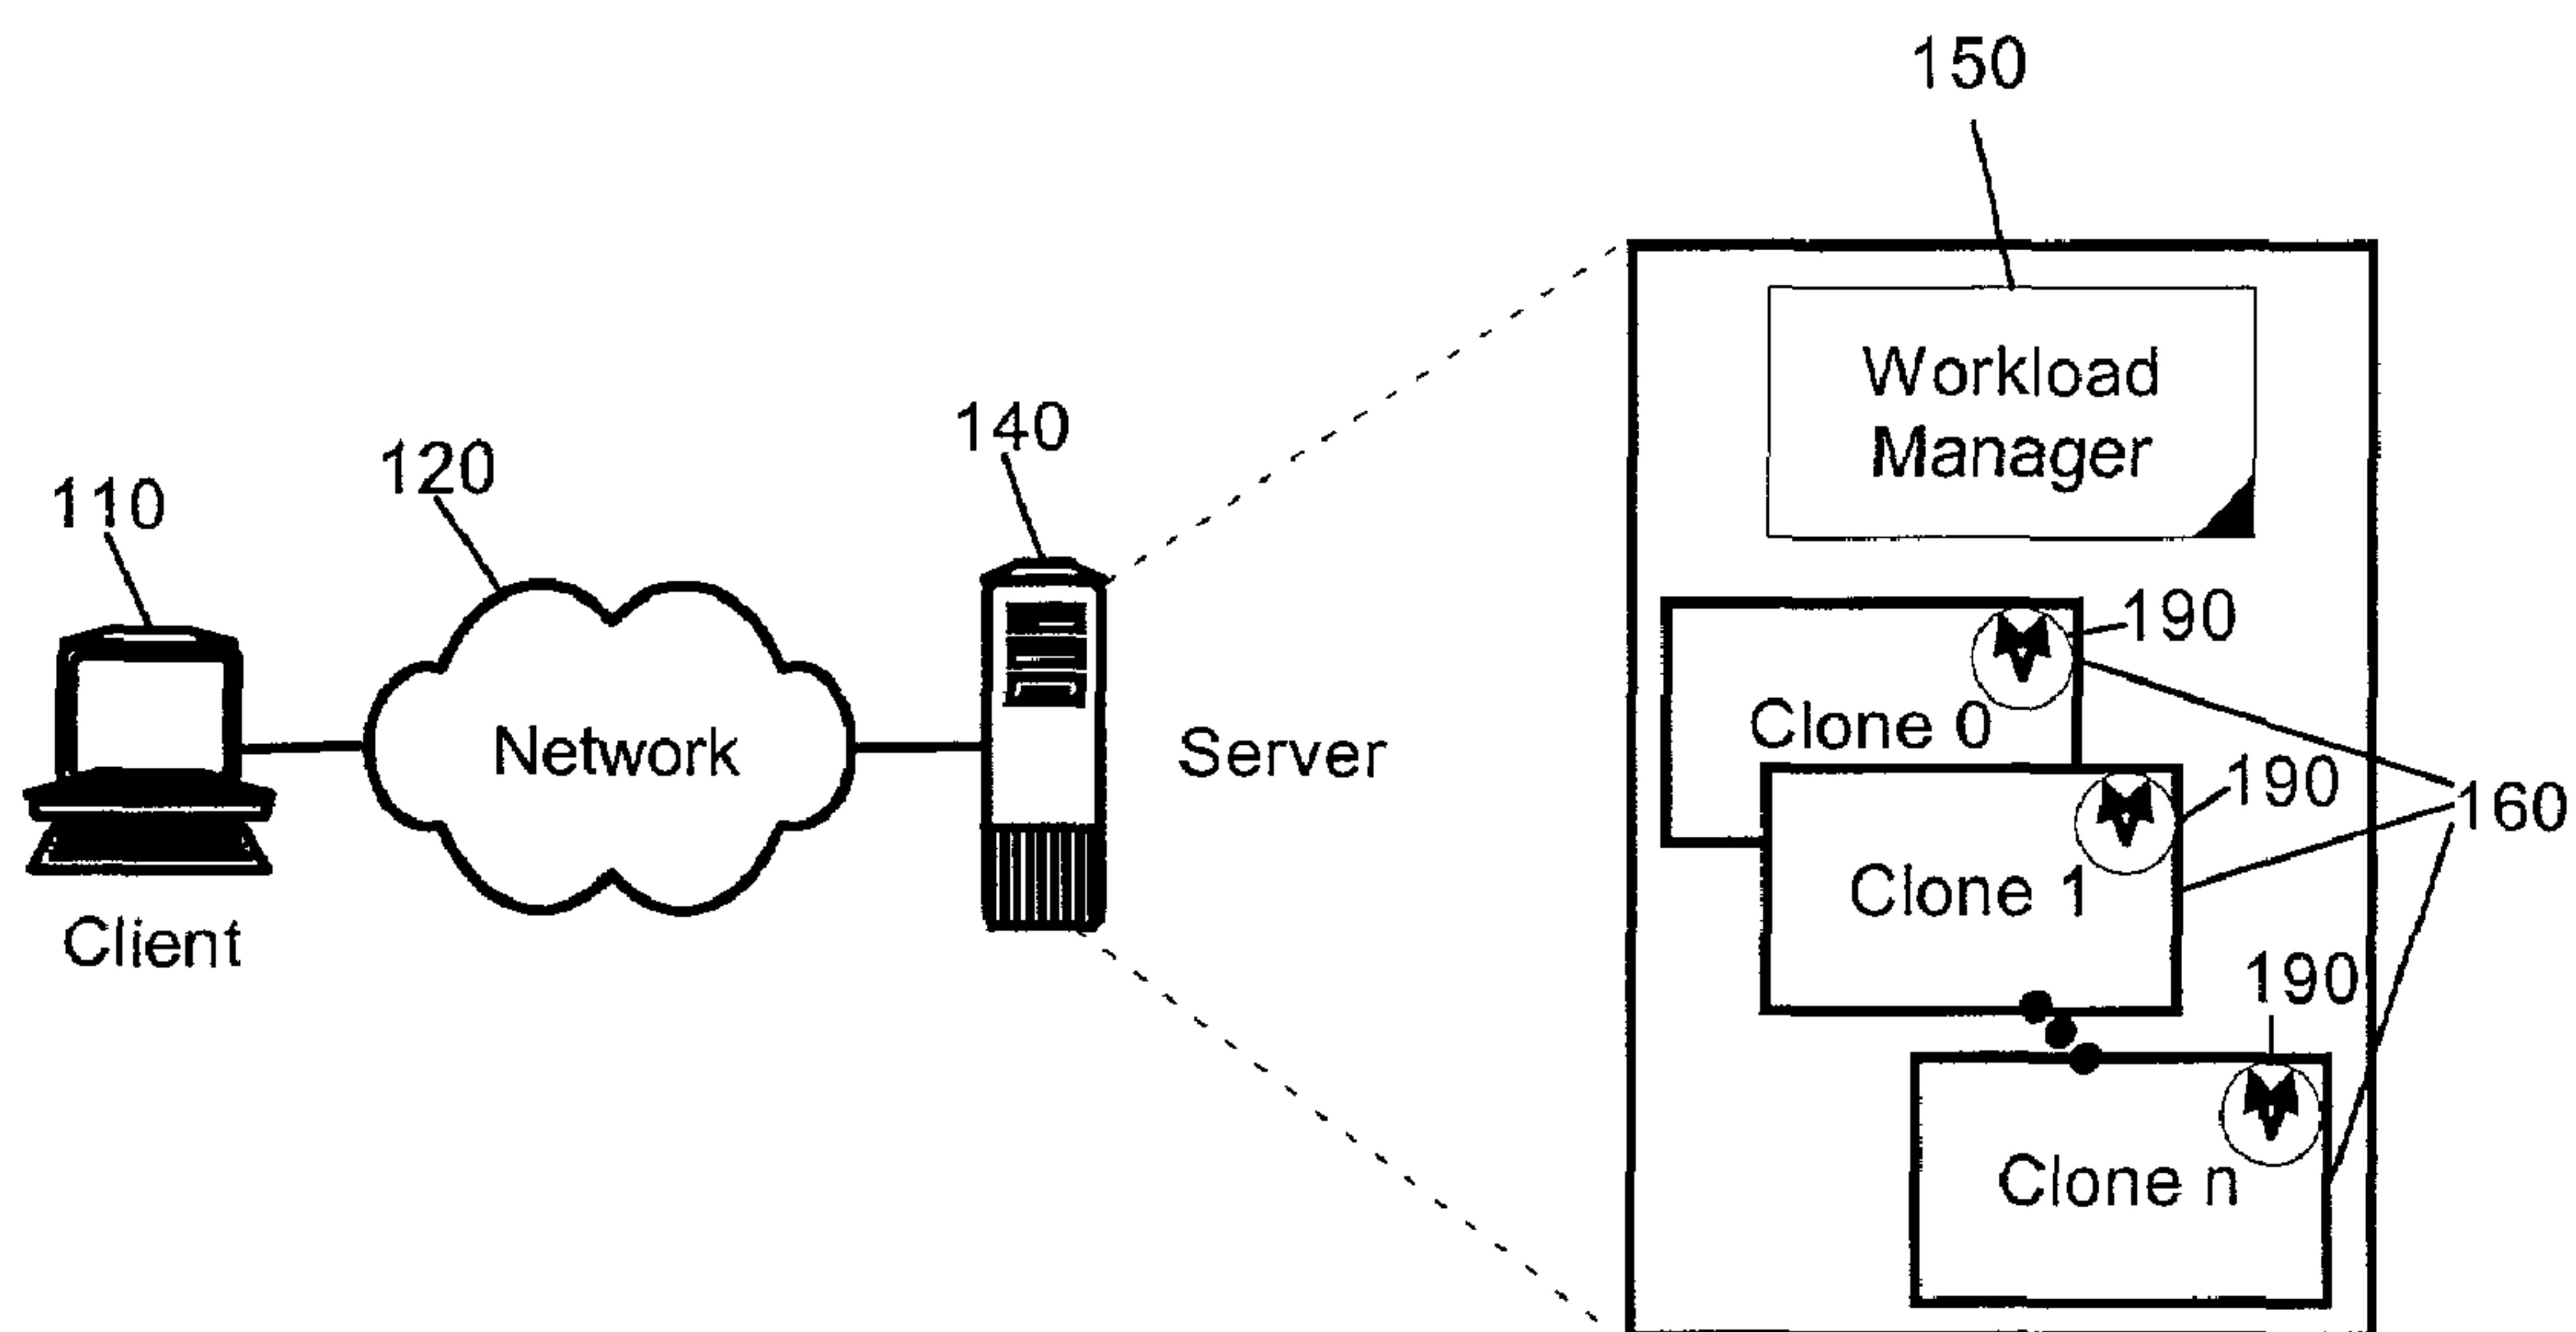 150
Workload
Manager
140
120
110
190
Clone 0
Network
Server
190
160
Clone 1
Client
190
Clone n